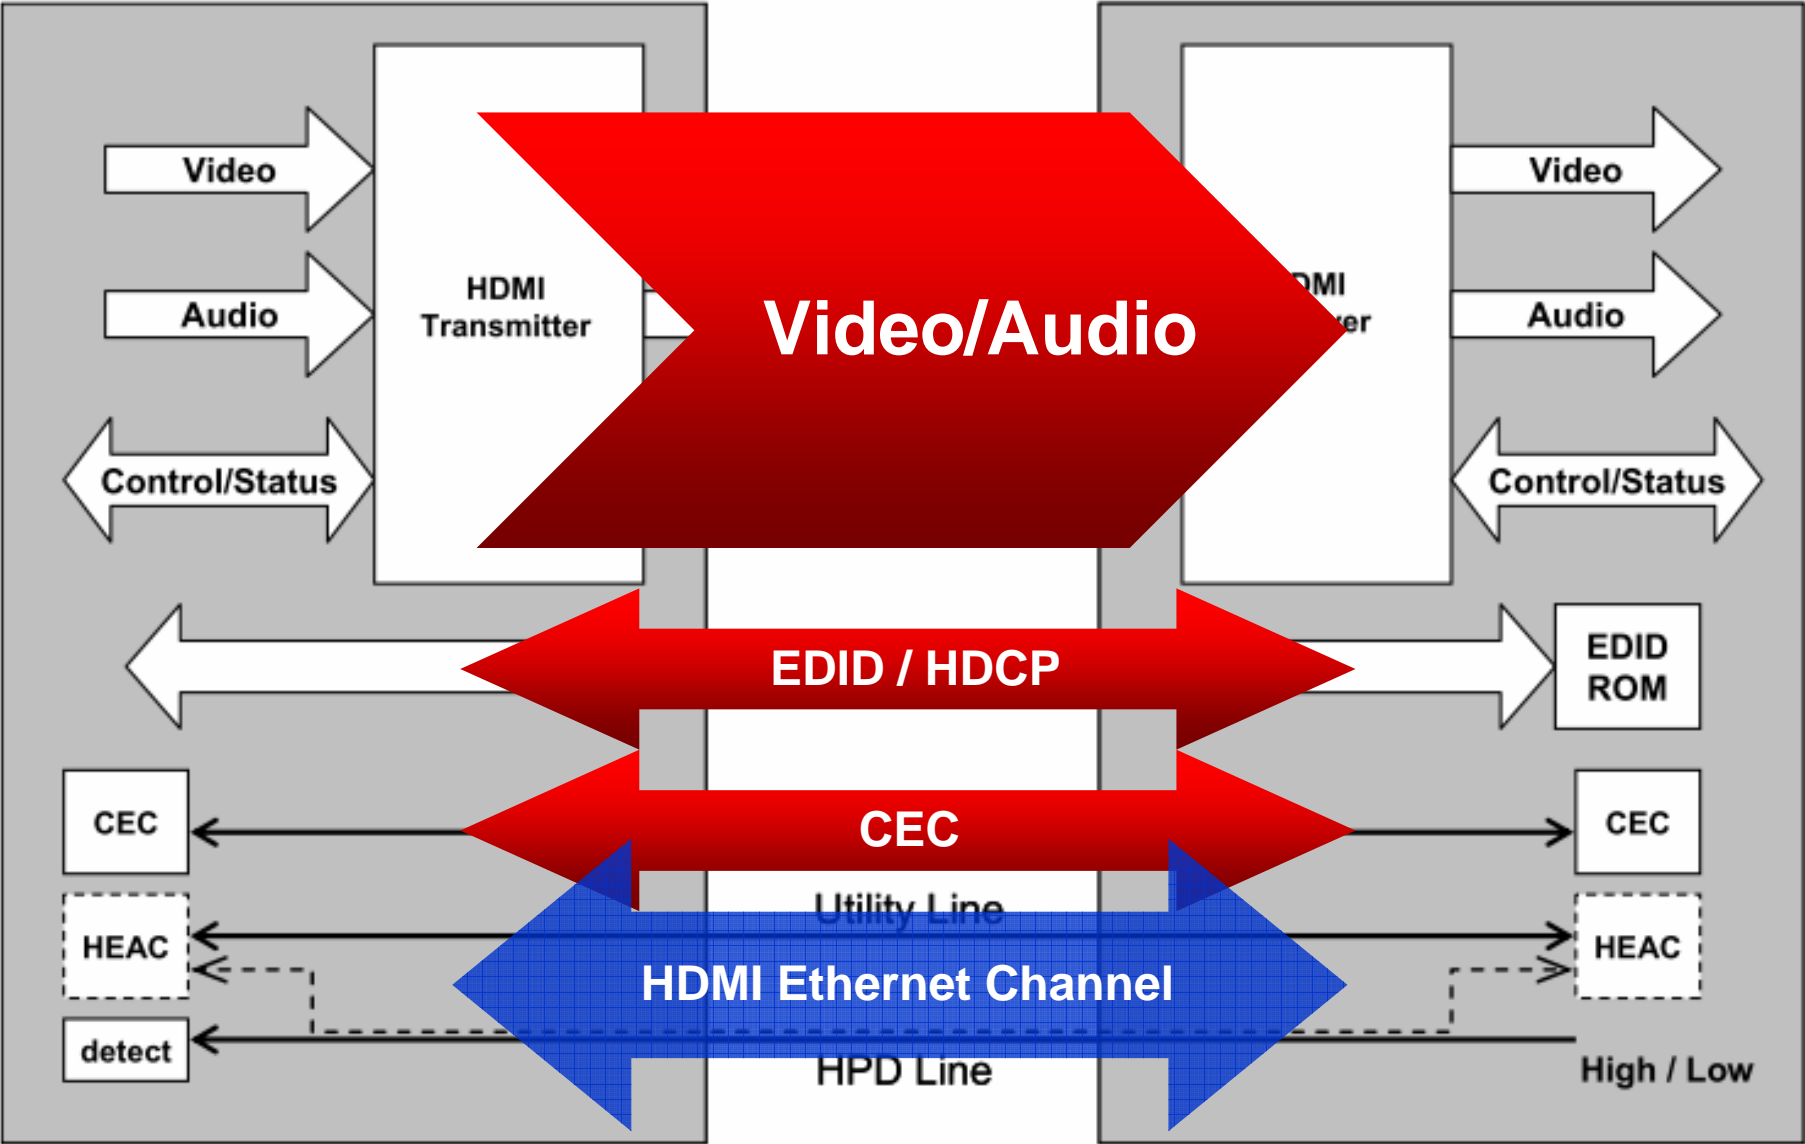 Video
Audio
Control/Status
HDMI
Transmitter
Video/Audio
Video
Audio
Control/Status
EDID / HDCP
EDID
ROM
CEC
CEC
CEC
Utility Line
HEAC
HDMI Ethernet Channel
HEAC
detect
HPD Line
High / Low